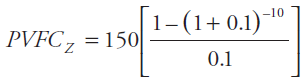 PVFC_Z = 150[(1−(1+0.1)^−10)/0.1]